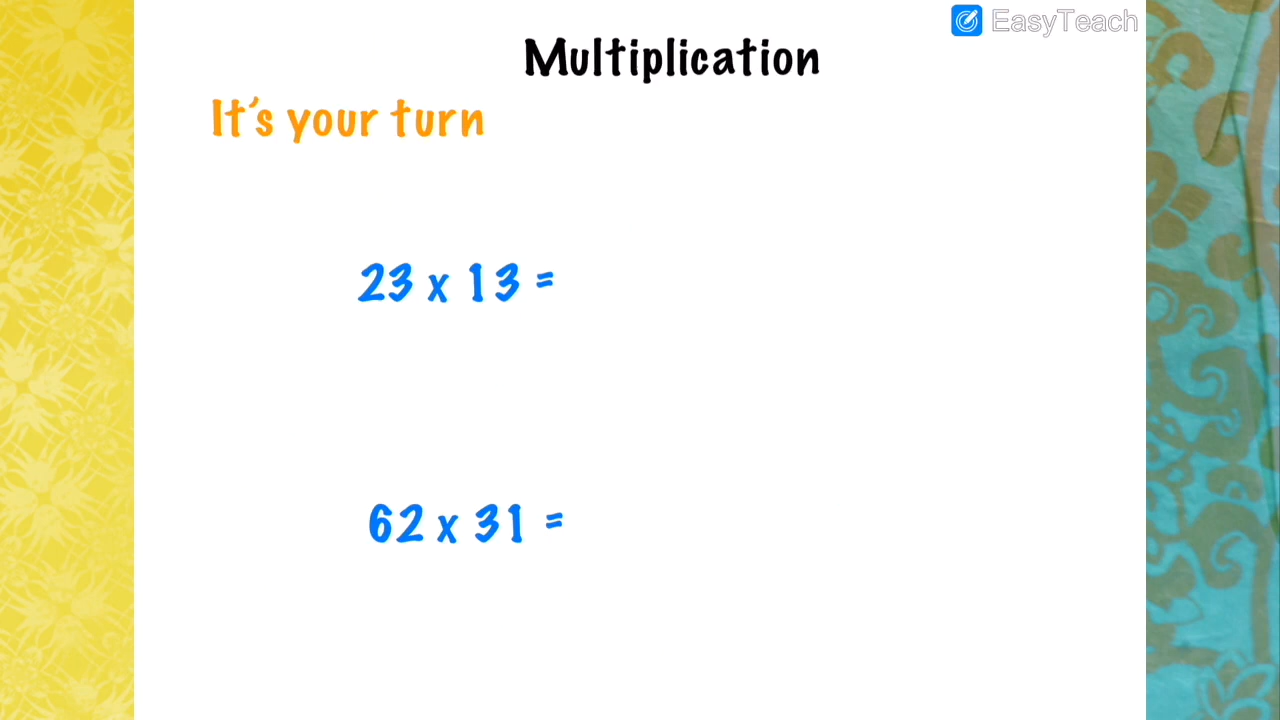 EasyTeach
Multiplication
It's your turn
23 x 13 =
62 x 31 =